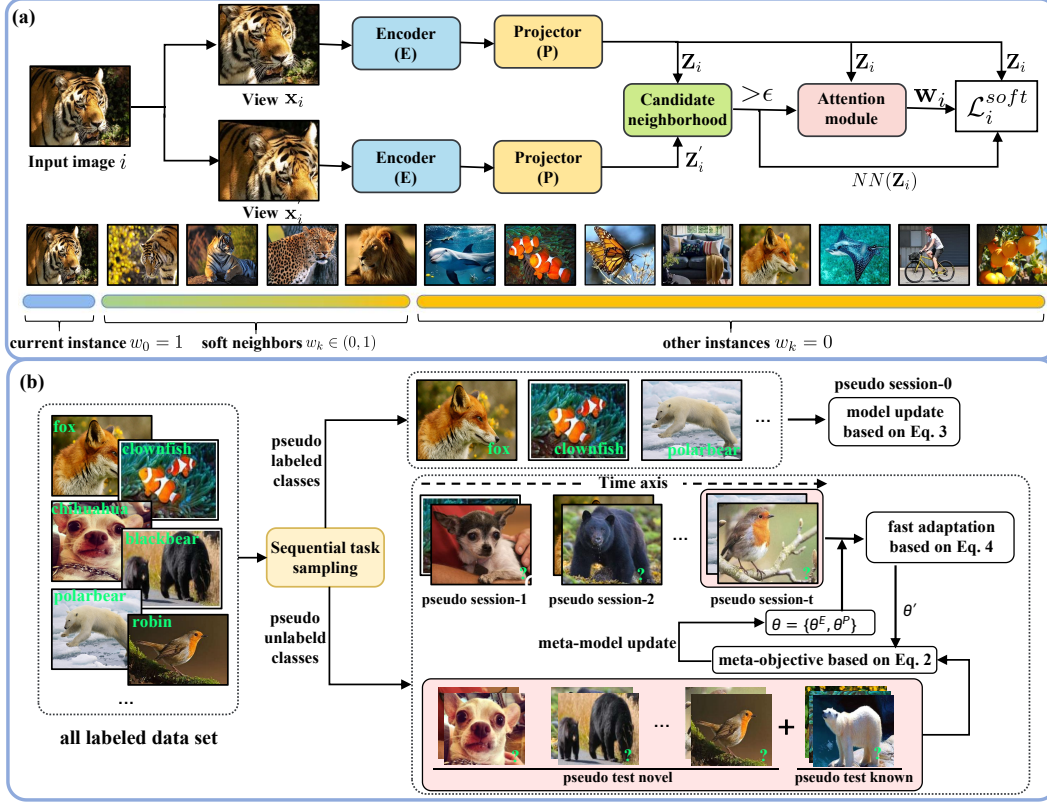 (a)
Input image i
View x_i
View x'_i
Encoder
(E)
Projector
(P)
Encoder
(E)
Projector
(P)
Z_i
Z'_i
Candidate
neighborhood
>ϵ
Z_i
Attention
module
w_i
Z_i
ℒ_i^{soft}
NN(Z_i)
current instance w_0 = 1
soft neighbors w_k ∈ (0, 1)
other instances w_k = 0
(b)
fox
clownfish
chihuahua
blackbear
polarbear
robin
...
all labeled data set
pseudo
labeled
classes
Sequential task
sampling
pseudo
unlabeled
classes
fox
clownfish
polarbear
...
pseudo session-0
model update
based on Eq. 3
Time axis
?
?
...
?
pseudo session-1
pseudo session-2
pseudo session-t
fast adaptation
based on Eq. 4
θ = {θ^E, θ^P}
θ′
meta-model update
meta-objective based on Eq. 2
?
?
...
?
+
?
pseudo test novel
pseudo test known